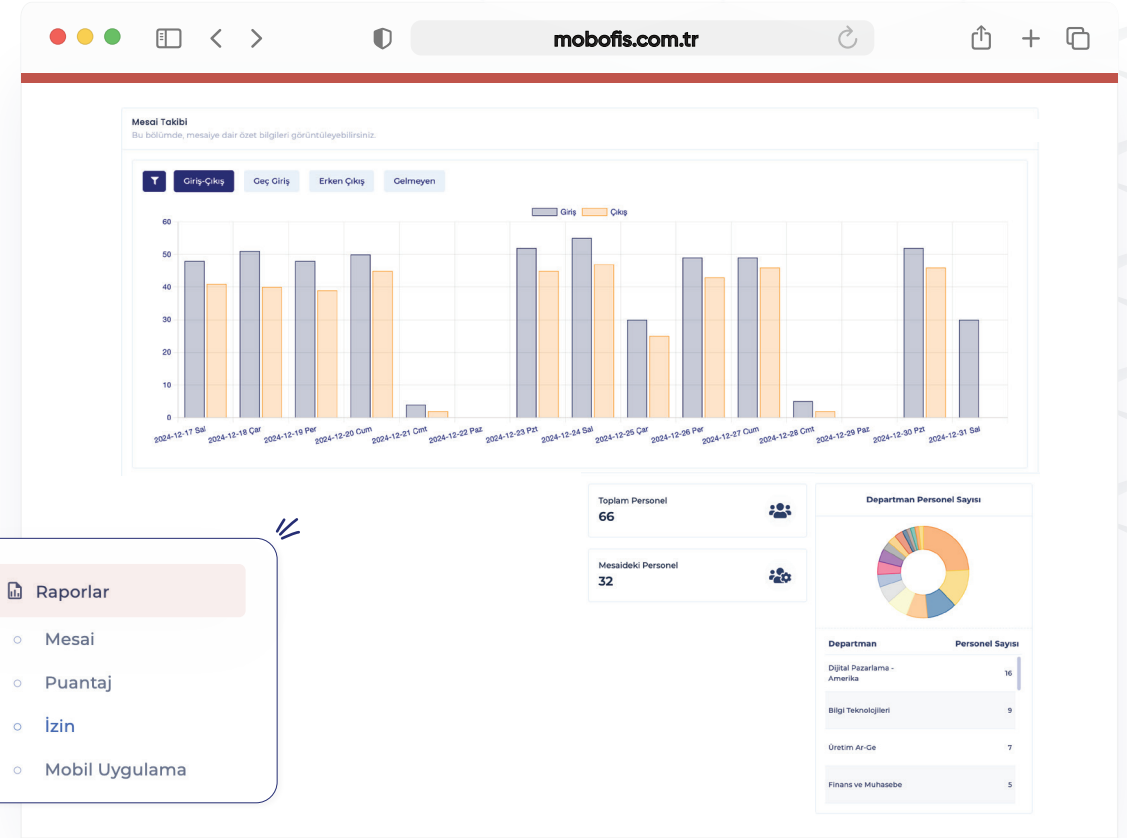 mobofis.com.tr
Mesai Takibi
Bu bölümde, mesaiye dair özet bilgileri görüntüleyebilirsiniz.
Giriş-Çıkış Geç Giriş Erken Çıkış Gelmeyen
Giriş Çıkış
60
50
40
30
20
10
0
2024-12-17 Sal 2024-12-18 Çar 2024-12-19 Per 2024-12-20 Cum 2024-12-21 Cmt 2024-12-22 Paz 2024-12-23 Pzt 2024-12-24 Sal 2024-12-25 Çar 2024-12-26 Per 2024-12-27 Cum 2024-12-28 Cmt 2024-12-29 Paz 2024-12-30 Pzt 2024-12-31 Sal
Toplam Personel
66
Mesaideki Personel
32
Departman Personel Sayısı
Departman Personel Sayısı
Dijital Pazarlama -
Amerika 16
Bilgi Teknolojileri 9
Üretim Ar-Ge 7
Finans ve Muhasebe 5
Raporlar
Mesai
Puantaj
İzin
Mobil Uygulama